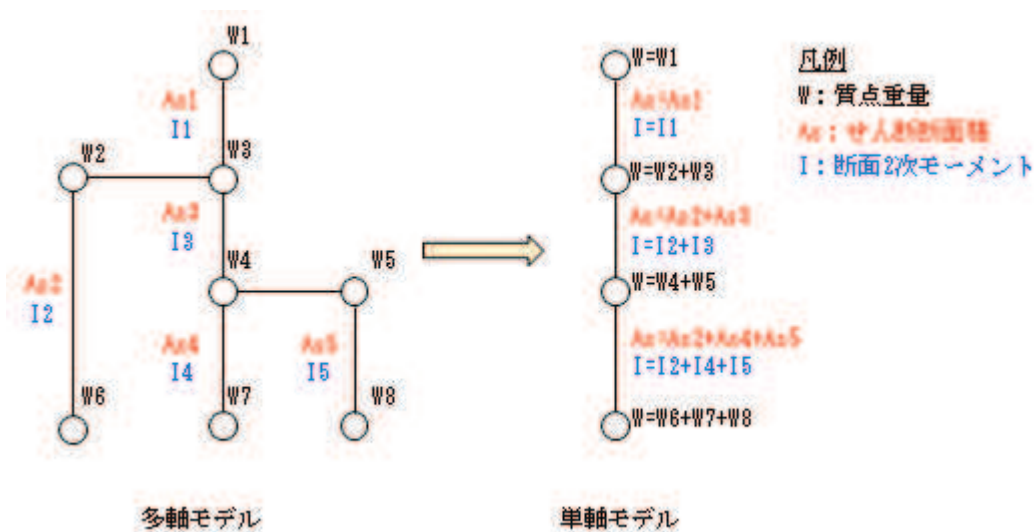 W1
As1
I1
W2
W3
As3
I3
As2
I2
W4
W5
As4
I4
As5
I5
W6
W7
W8
多軸モデル
W=W1
As=As1
I=I1
W=W2+W3
As=As2+As3
I=I2+I3
W=W4+W5
As=As2+As4+As5
I=I2+I4+I5
W=W6+W7+W8
単軸モデル
凡例
W：質点重量
As：せん断断面積
I：断面2次モーメント